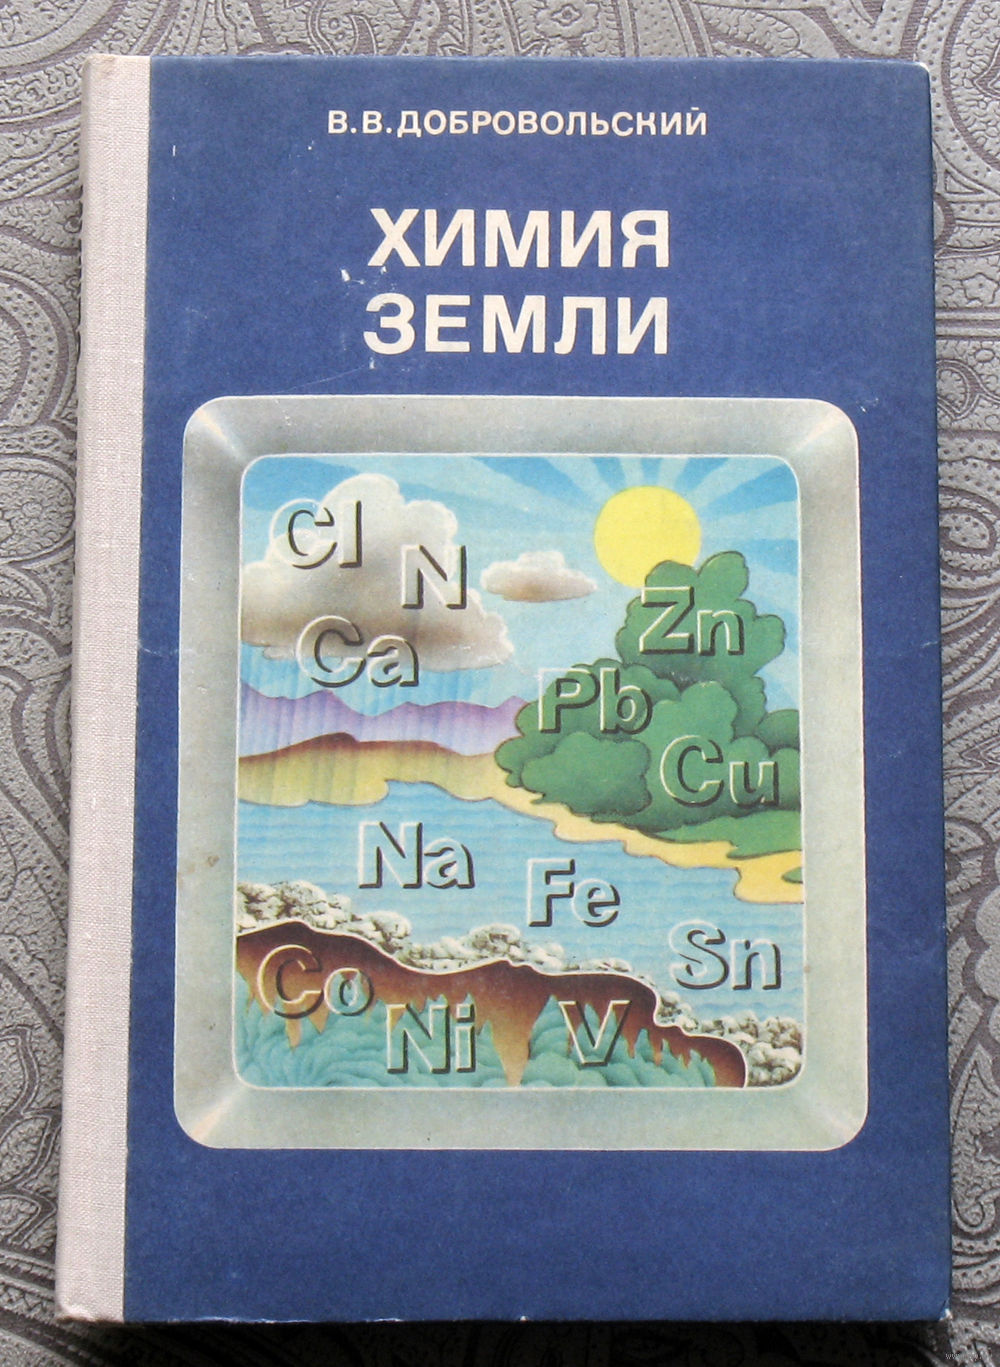 В.В.ДОБРОВОЛЬСКИЙ
ХИМИЯ
ЗЕМЛИ
Cl
N
Ca
Zn
Pb
Cu
Na
Fe
Sn
Co
Ni
V